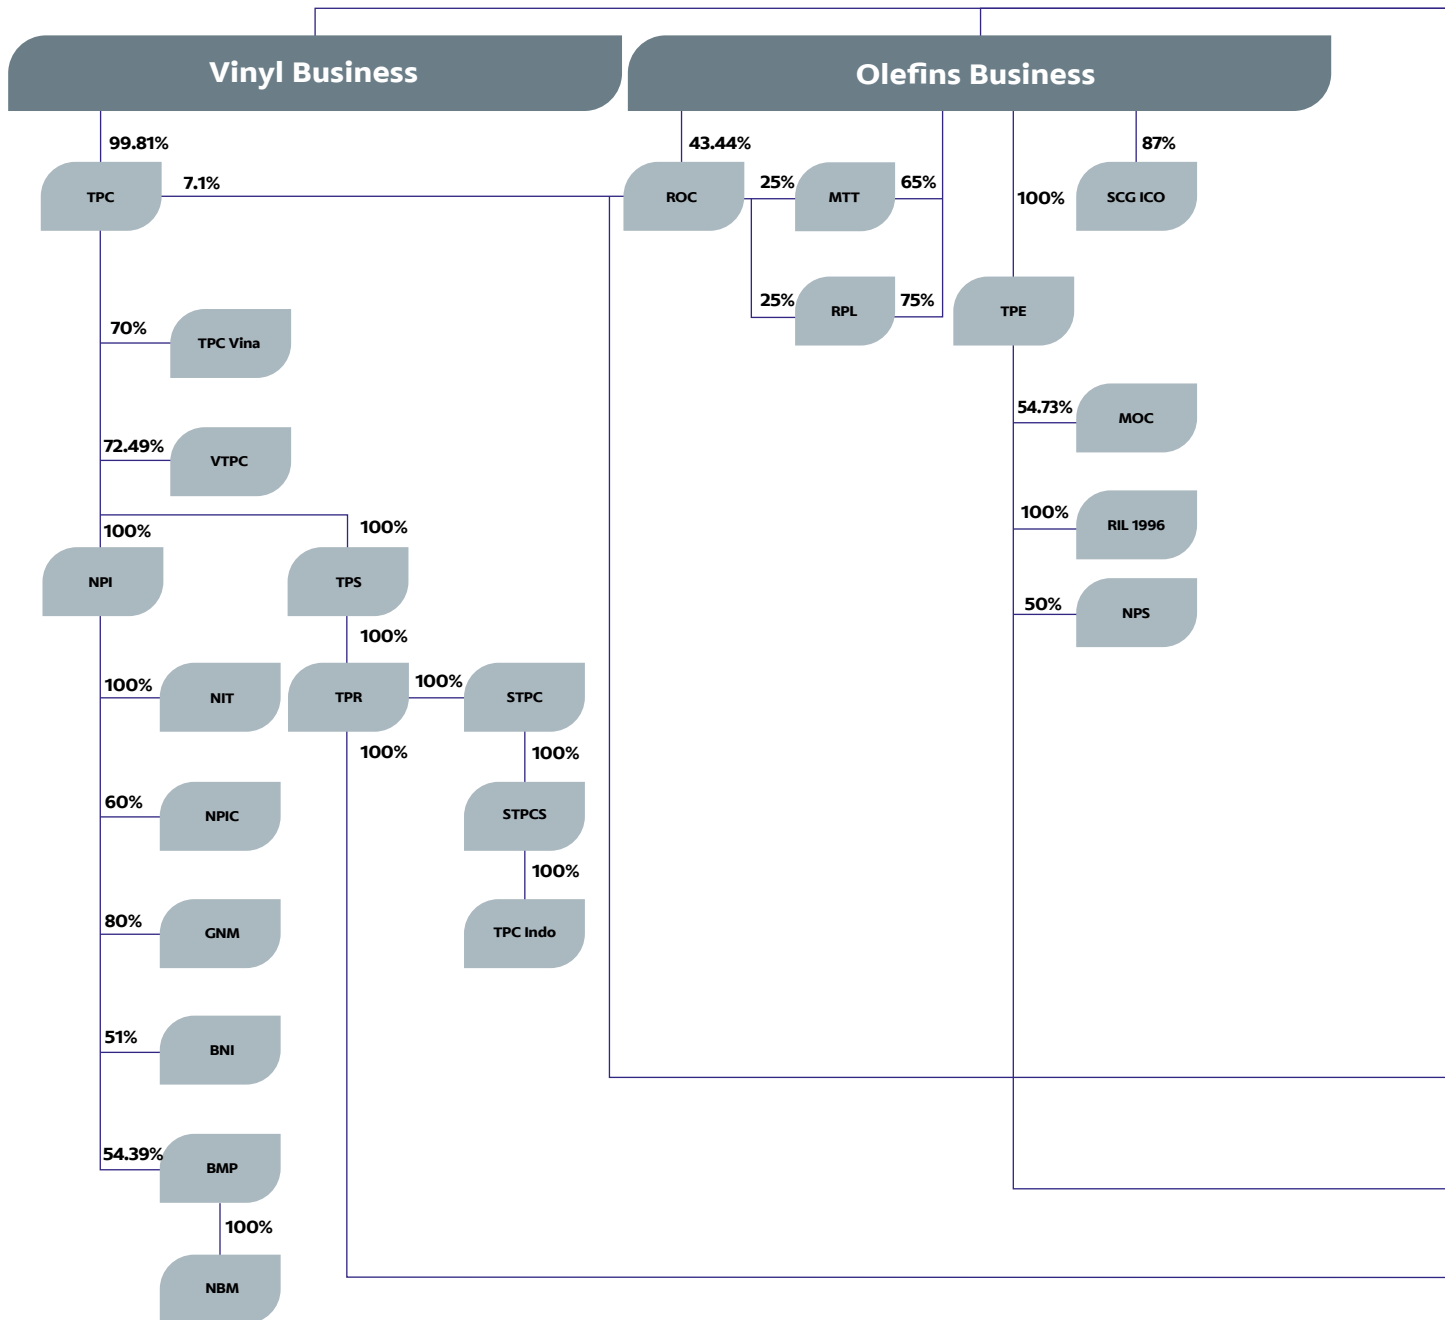 Vinyl Business
Olefins Business
99.81%
43.44%
87%
TPC
7.1%
ROC
25%
MTT
65%
100%
SCG ICO
25%
RPL
75%
TPE
70%
TPC Vina
54.73%
MOC
72.49%
VTPC
100%
100%
100%
RIL 1996
NPI
TPS
50%
NPS
100%
100%
NIT
TPR
100%
STPC
100%
100%
60%
NPIC
STPCS
100%
80%
GNM
TPC Indo
51%
BNI
54.39%
BMP
100%
NBM